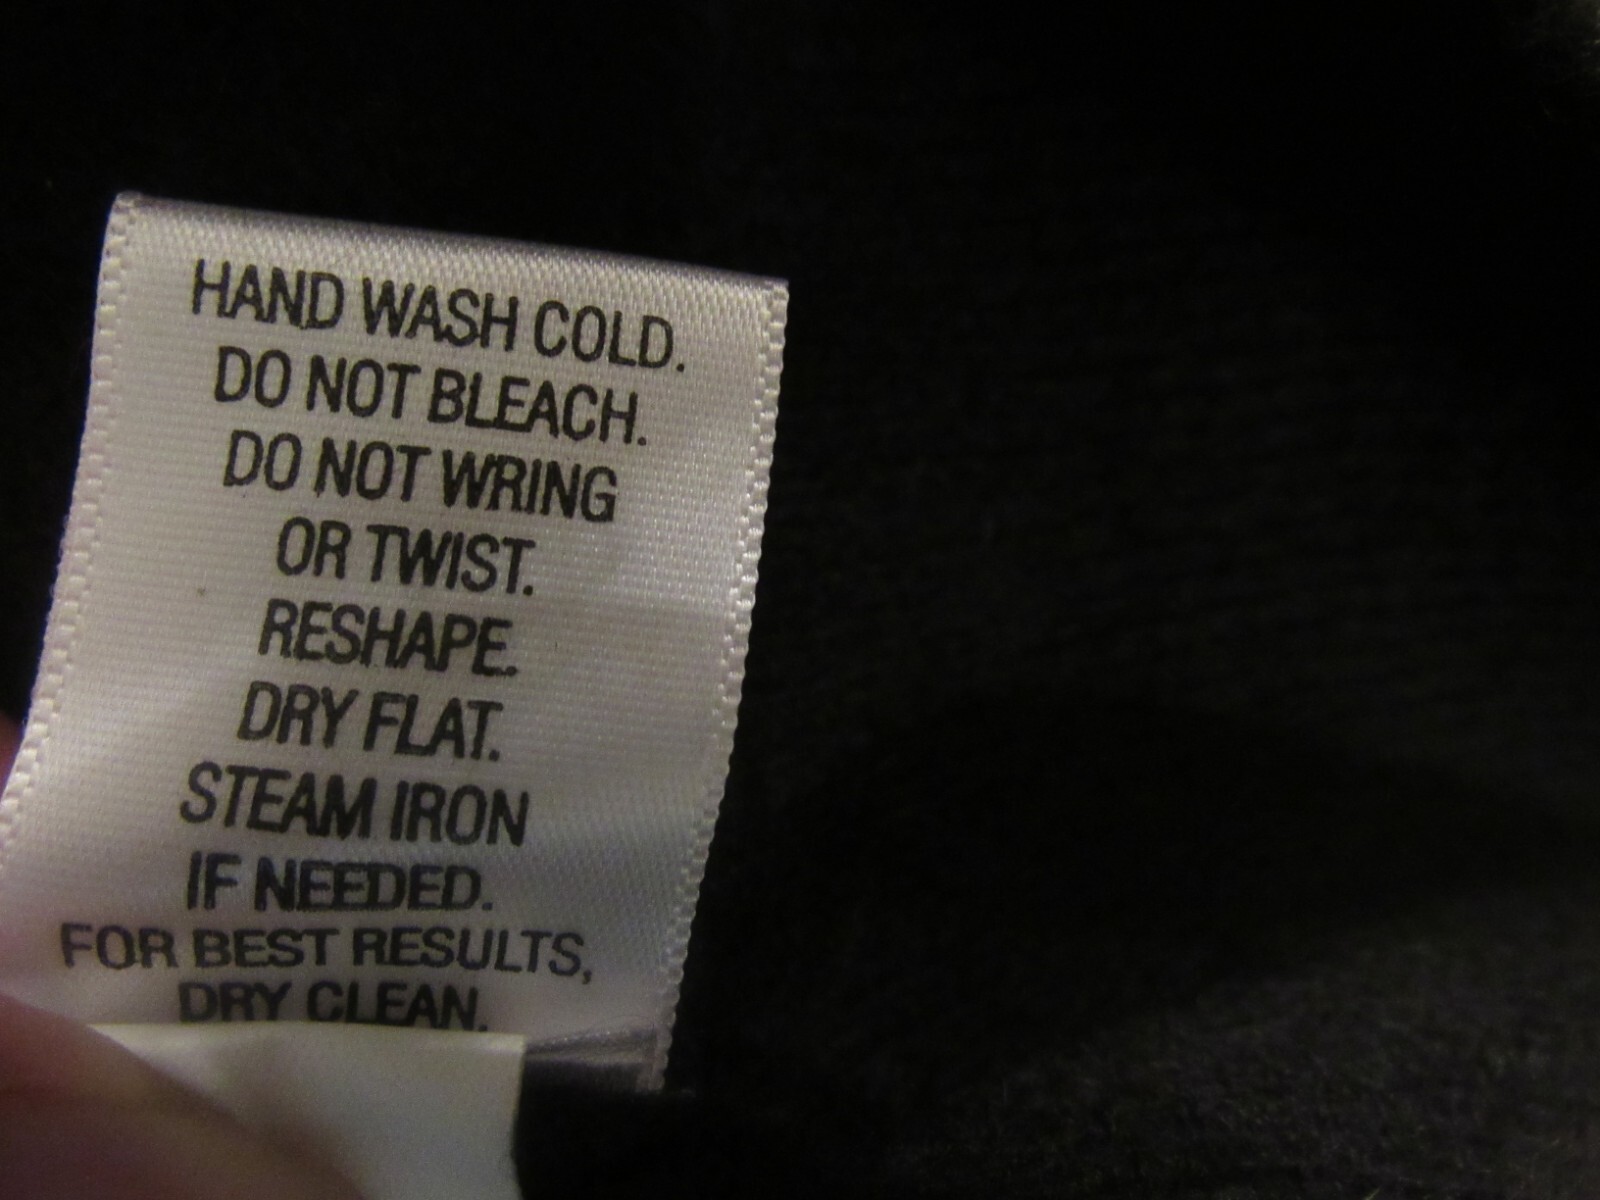 HAND WASH COLD.
DO NOT BLEACH.
DO NOT WRING
OR TWIST.
RESHAPE.
DRY FLAT.
STEAM IRON
IF NEEDED.
FOR BEST RESULTS,
DRY CLEAN.